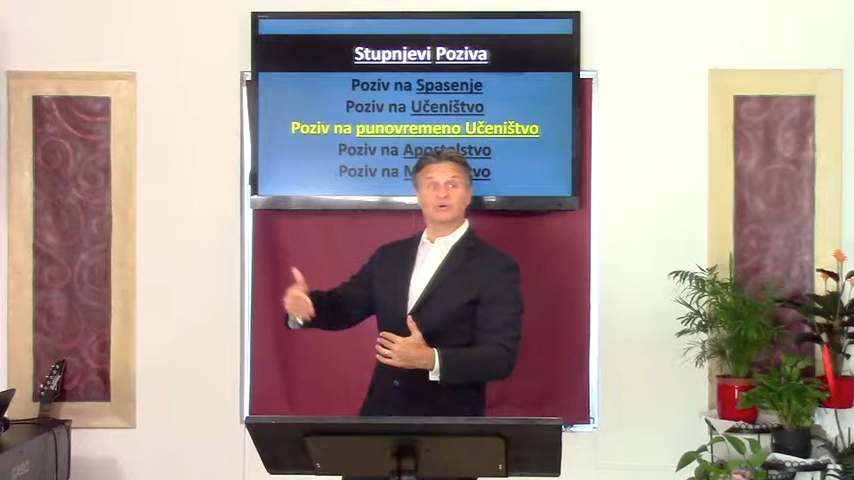 Stupnjevi Poziva
Poziv na Spasenje
Poziv na Učeništvo
Poziv na punovremeno Učeništvo
Poziv na Apostolstvo
Poziv na